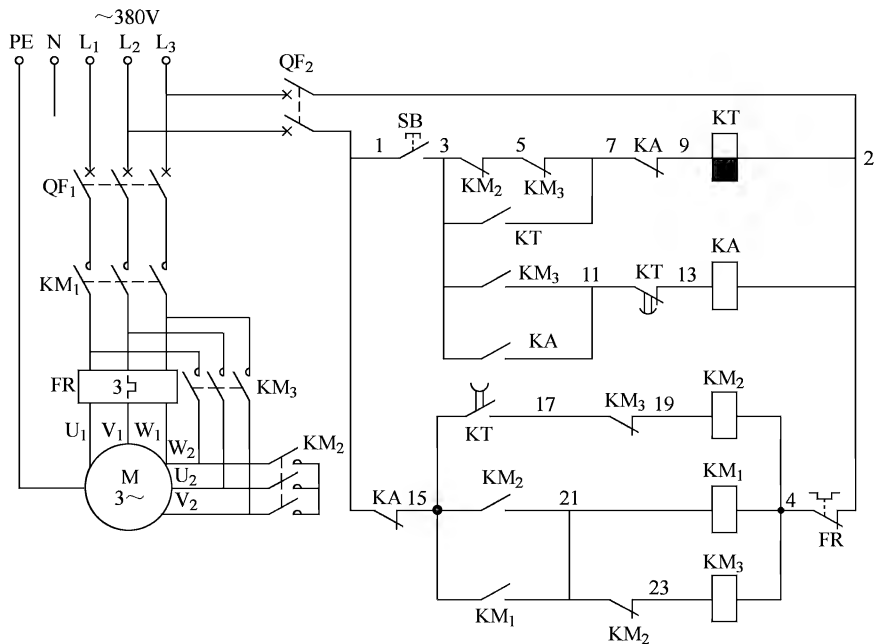 ～380V
PE N L₁ L₂ L₃
QF₂
KT
SB
1 3 5 7 KA 9 2
KM₂ KM₃
QF₁
KT
KA
KM₃ 11 KT 13
KM₁
KA
FR 3 KM₃
KM₂
U₁ V₁ W₁
17 KM₃ 19
KT
W₂ KM₂
M
3～
U₂
V₂
KM₂ KM₁
KA 15 21 4
FR
KM₃
23
KM₁ KM₂